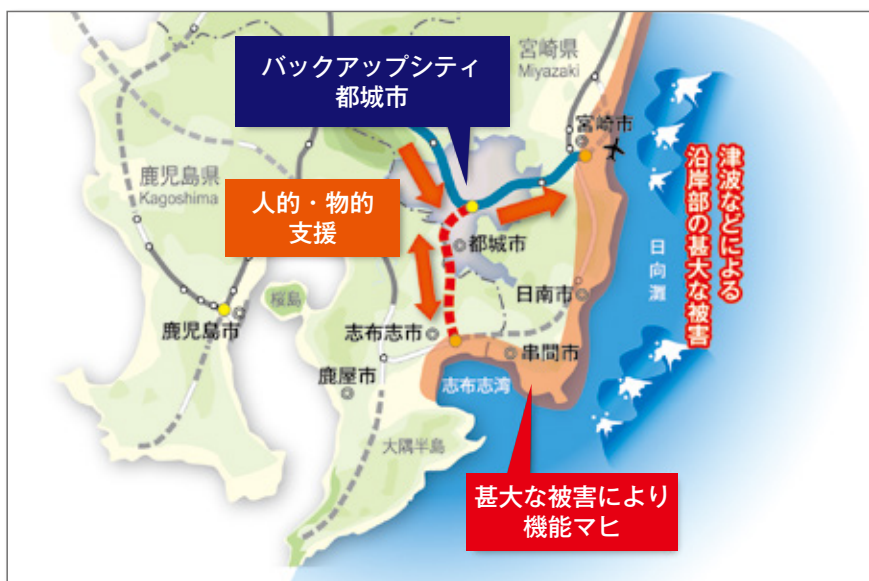 バックアップシティ
都城市
宮崎県
Miyazaki
宮崎市
鹿児島県
Kagoshima
人的・物的
支援
都城市
津波などによる
沿岸部の甚大な被害
日向灘
日南市
桜島
鹿児島市
志布志市
串間市
鹿屋市
志布志湾
大隅半島
甚大な被害により
機能マヒ